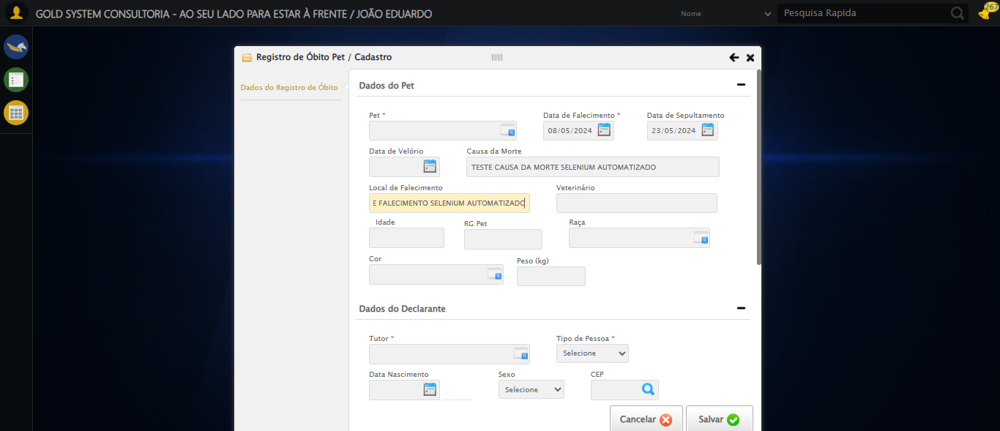 GOLD SYSTEM CONSULTORIA - AO SEU LADO PARA ESTAR À FRENTE / JOÃO EDUARDO
Nome
Pesquisa Rapida
267
Registro de Óbito Pet / Cadastro
Dados do Registro de Óbito
Dados do Pet
Pet *
Data de Falecimento *
Data de Sepultamento
08/05/2024
23/05/2024
Data de Velório
Causa da Morte
TESTE CAUSA DA MORTE SELENIUM AUTOMATIZADO
Local de Falecimento
Veterinário
E FALECIMENTO SELENIUM AUTOMATIZADO
Idade
RG Pet
Raça
Cor
Peso (kg)
Dados do Declarante
Tutor *
Tipo de Pessoa *
Selecione
Data Nascimento
Sexo
CEP
Selecione
Cancelar
Salvar